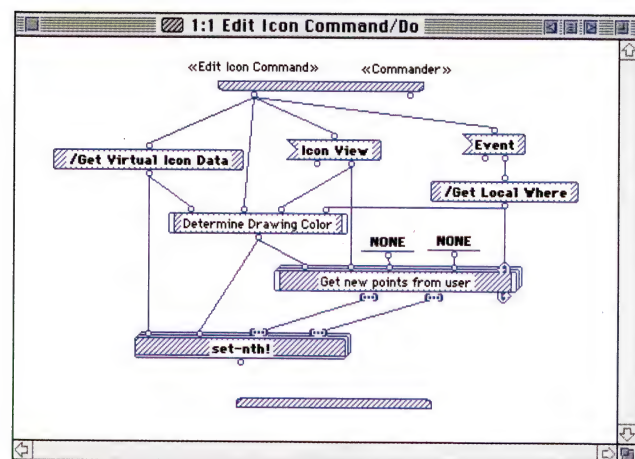 1:1 Edit Icon Command/Do
«Edit Icon Command» «Commander»
/Get Virtual Icon Data
Icon View
Event
/Get Local Where
Determine Drawing Color
NONE NONE
Get new points from user
set-nth!